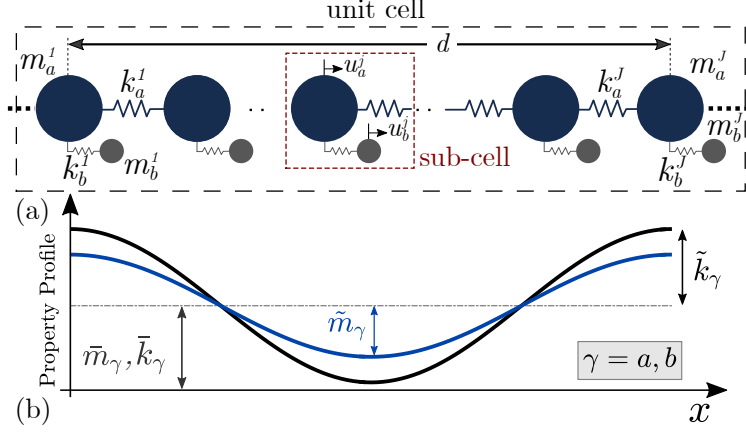 unit cell
d
m_a^1 k_a^1 u_a^j k_a^J m_a^J
u_b^j m_b^J
k_b^1 m_b^1 sub-cell k_b^J
(a)
Property Profile
k̃_γ
m̃_γ
m̄_γ, k̄_γ
γ = a, b
(b) x